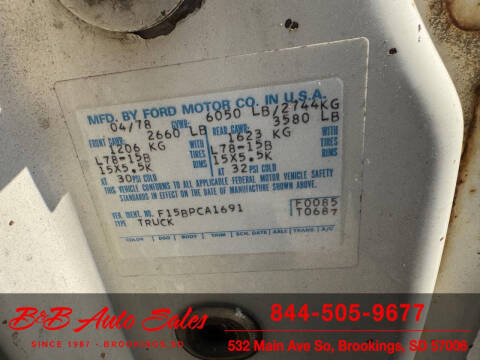 MFD. BY FORD MOTOR CO. IN U.S.A.
04/78 GVWR: 6050 LB/2744KG
FRONT GAWR: 2660 LB REAR GAWR: 3580 LB
1206 KG WITH 1623 KG WITH
L78-15B TIRES L78-15B TIRES
15X5.5K RIMS 15X5.5K RIMS
AT 30 PSI COLD AT 32 PSI COLD
THIS VEHICLE CONFORMS TO ALL APPLICABLE FEDERAL MOTOR VEHICLE SAFETY
STANDARDS IN EFFECT ON THE DATE OF MANUFACTURE SHOWN ABOVE.
VEH. IDENT. NO. F15BPCA1691 F0085
TYPE TRUCK T0687
COLOR DSO BODY TRIM SCH. DATE AXLE TRANS. A/C
B&B Auto Sales
SINCE 1987 - BROOKINGS, SD
844-505-9677
532 Main Ave So, Brookings, SD 57006